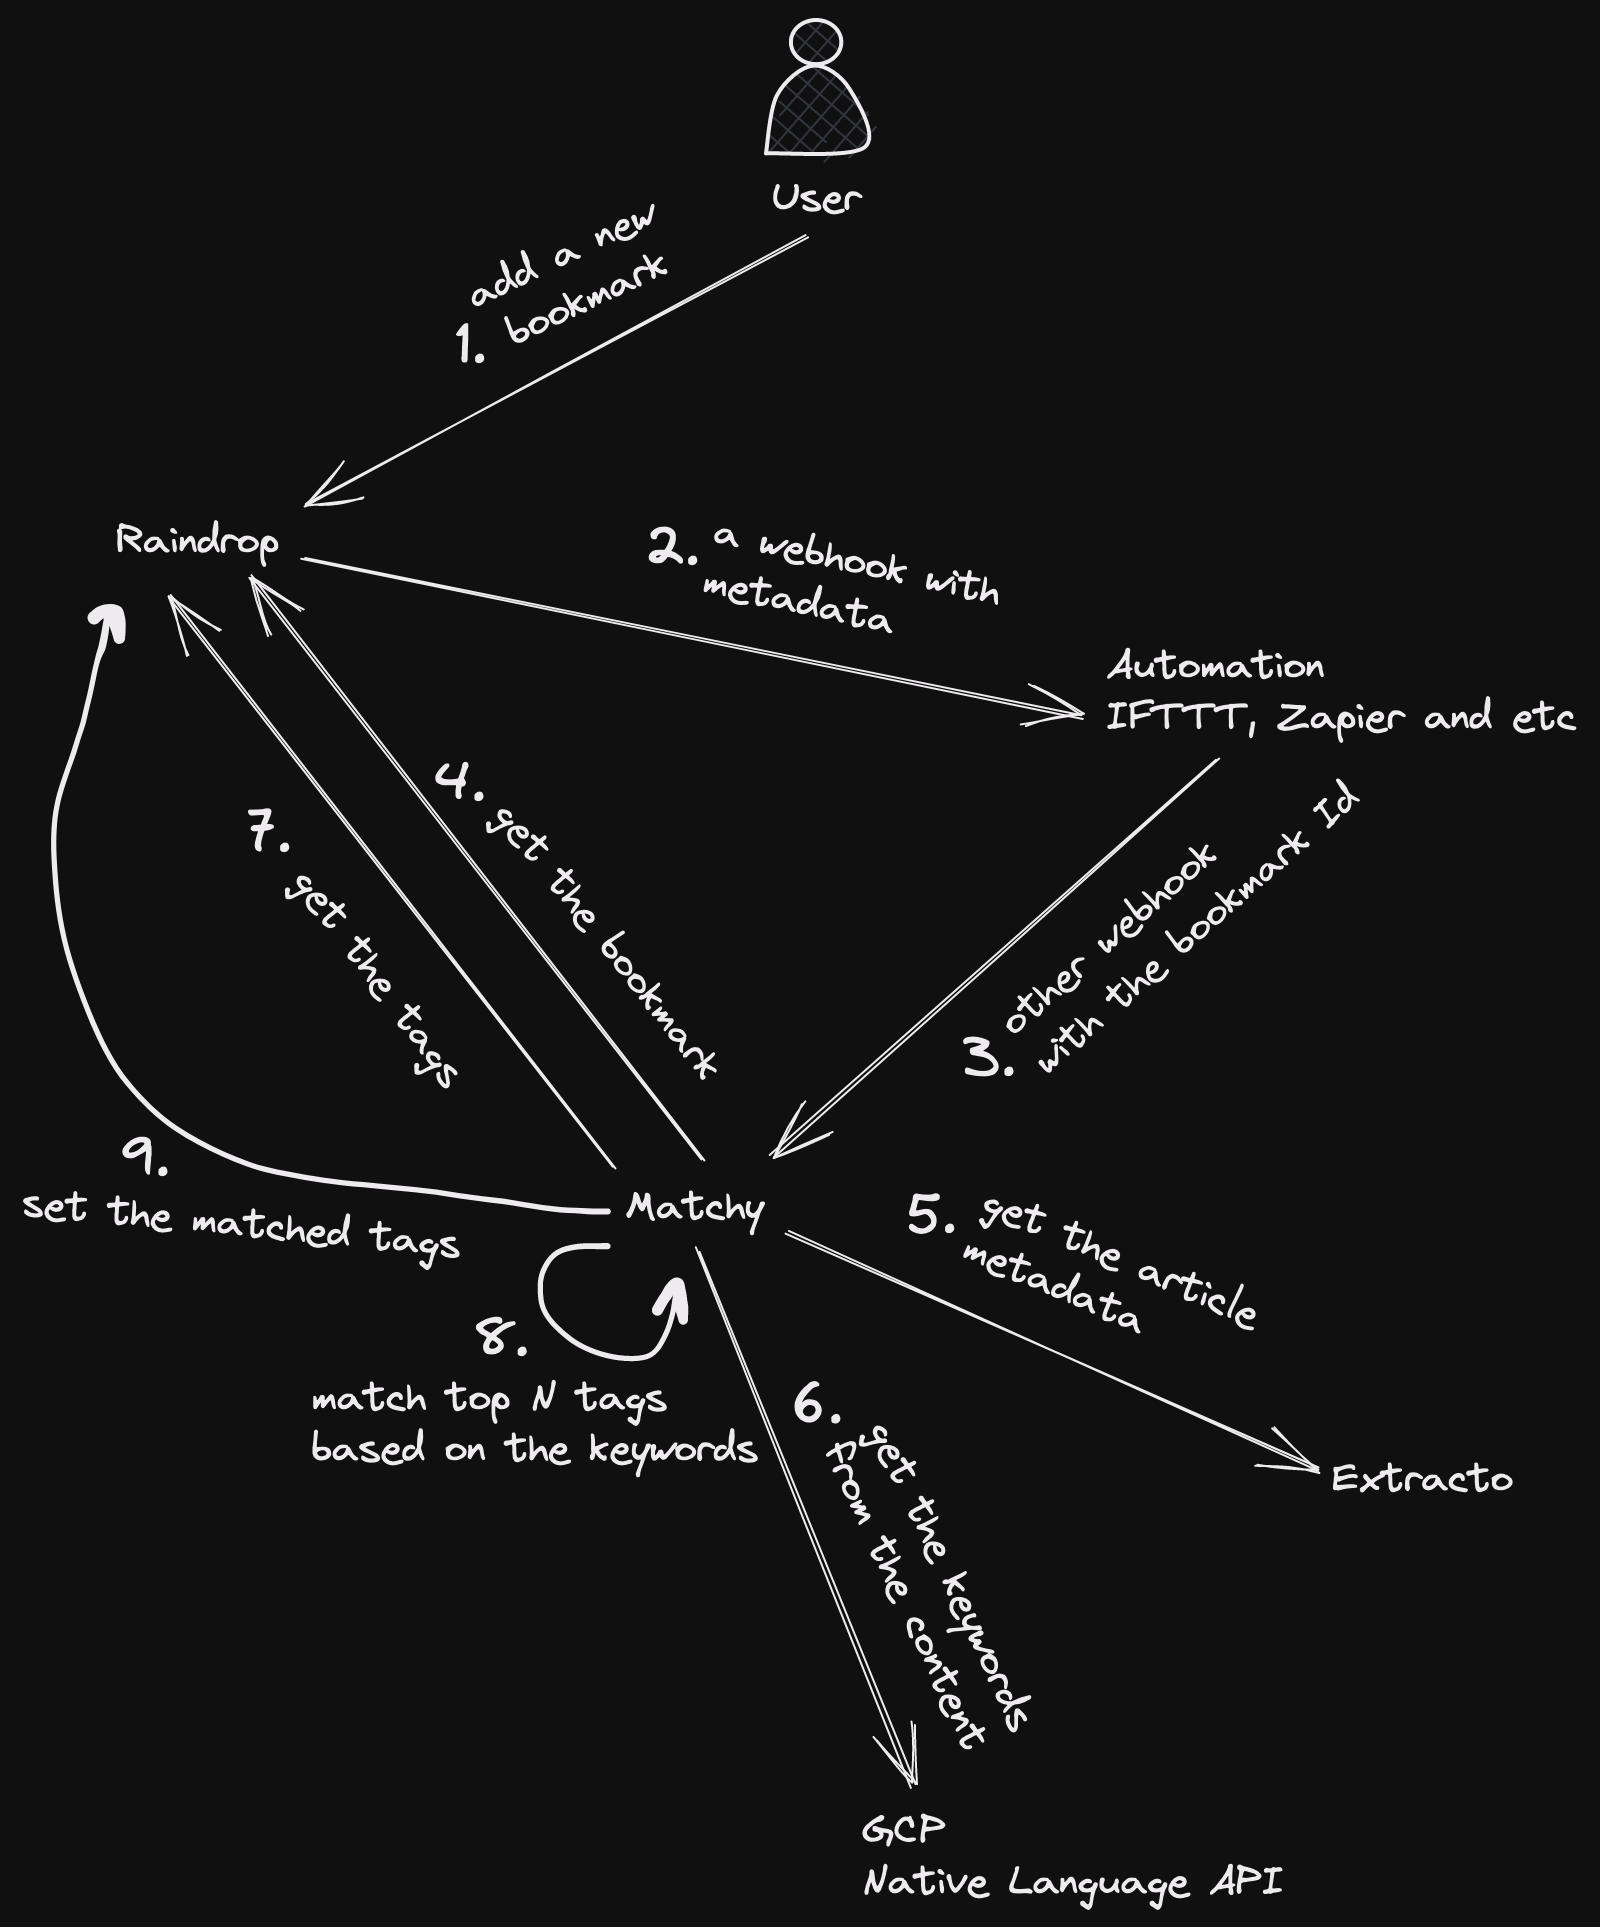 User
add a new
1. bookmark
Raindrop
2. a webhook with
metadata
Automation
IFTTT, Zapier and etc
3. other webhook
with the bookmark Id
4. get the bookmark
7. get the tags
9.
set the matched tags
Matchy
5. get the article
metadata
8.
match top N tags
based on the keywords
6. get the keywords
from the content
Extracto
GCP
Native Language API